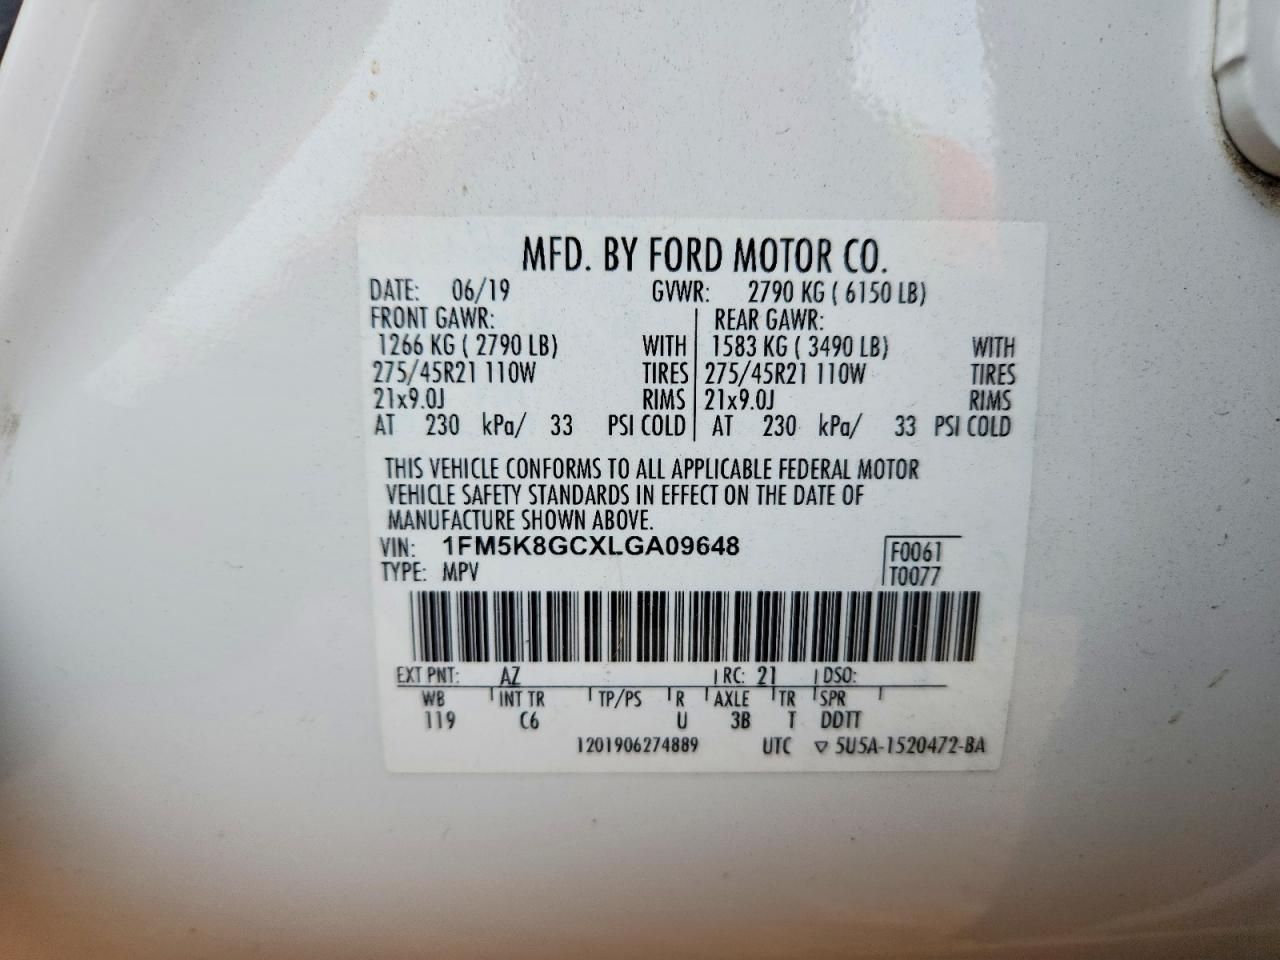 MFD. BY FORD MOTOR CO.
DATE: 06/19 GVWR: 2790 KG ( 6150 LB)
FRONT GAWR: REAR GAWR:
1266 KG ( 2790 LB) WITH 1583 KG ( 3490 LB) WITH
275/45R21 110W TIRES 275/45R21 110W TIRES
21x9.0J RIMS 21x9.0J RIMS
AT 230 kPa/ 33 PSI COLD AT 230 kPa/ 33 PSI COLD
THIS VEHICLE CONFORMS TO ALL APPLICABLE FEDERAL MOTOR
VEHICLE SAFETY STANDARDS IN EFFECT ON THE DATE OF
MANUFACTURE SHOWN ABOVE.
VIN: 1FM5K8GCXLGA09648 F0061
TYPE: MPV T0077
EXT PNT: AZ RC: 21 DSO:
WB INT TR TP/PS R AXLE TR SPR
119 C6 U 3B T DDTT
1201906274889 UTC ▽ 5U5A-1520472-BA